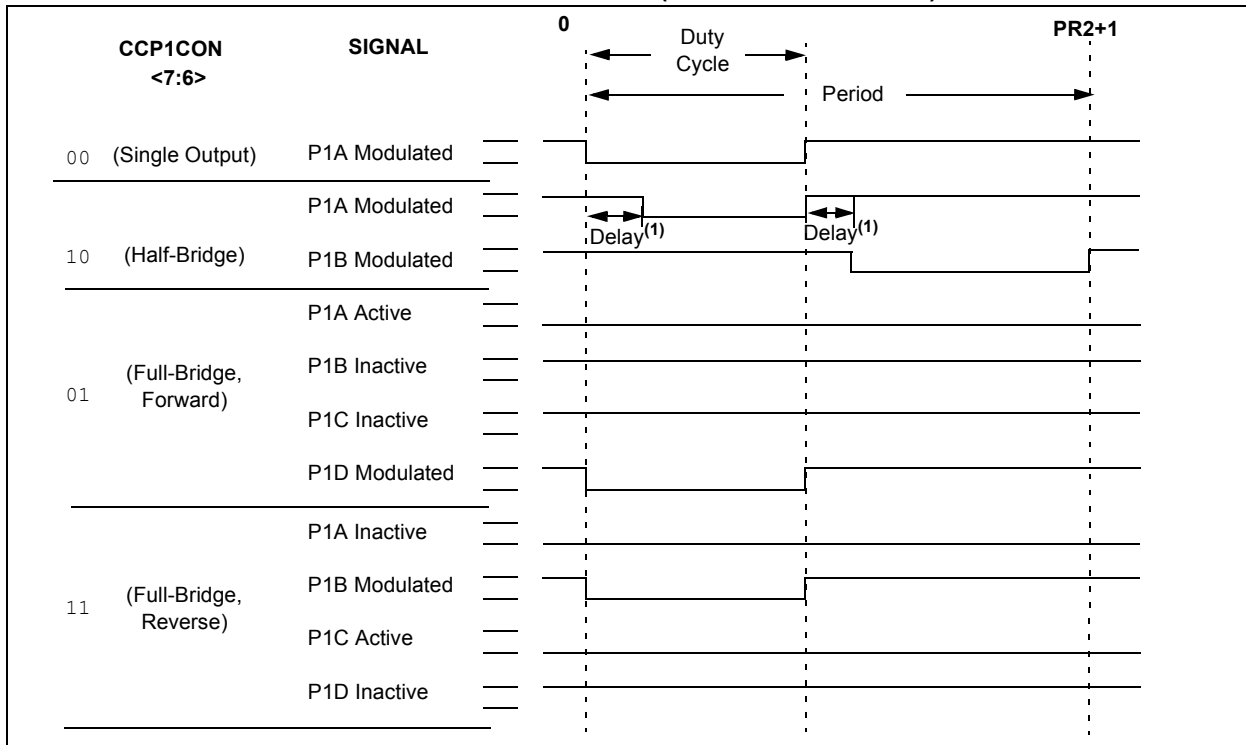 0
PR2+1
CCP1CON
<7:6>
SIGNAL
Duty
Cycle
Period
00 (Single Output) P1A Modulated
P1A Modulated
Delay(1) Delay(1)
10 (Half-Bridge) P1B Modulated
P1A Active
P1B Inactive
01 (Full-Bridge,
Forward)
P1C Inactive
P1D Modulated
P1A Inactive
P1B Modulated
11 (Full-Bridge,
Reverse)
P1C Active
P1D Inactive